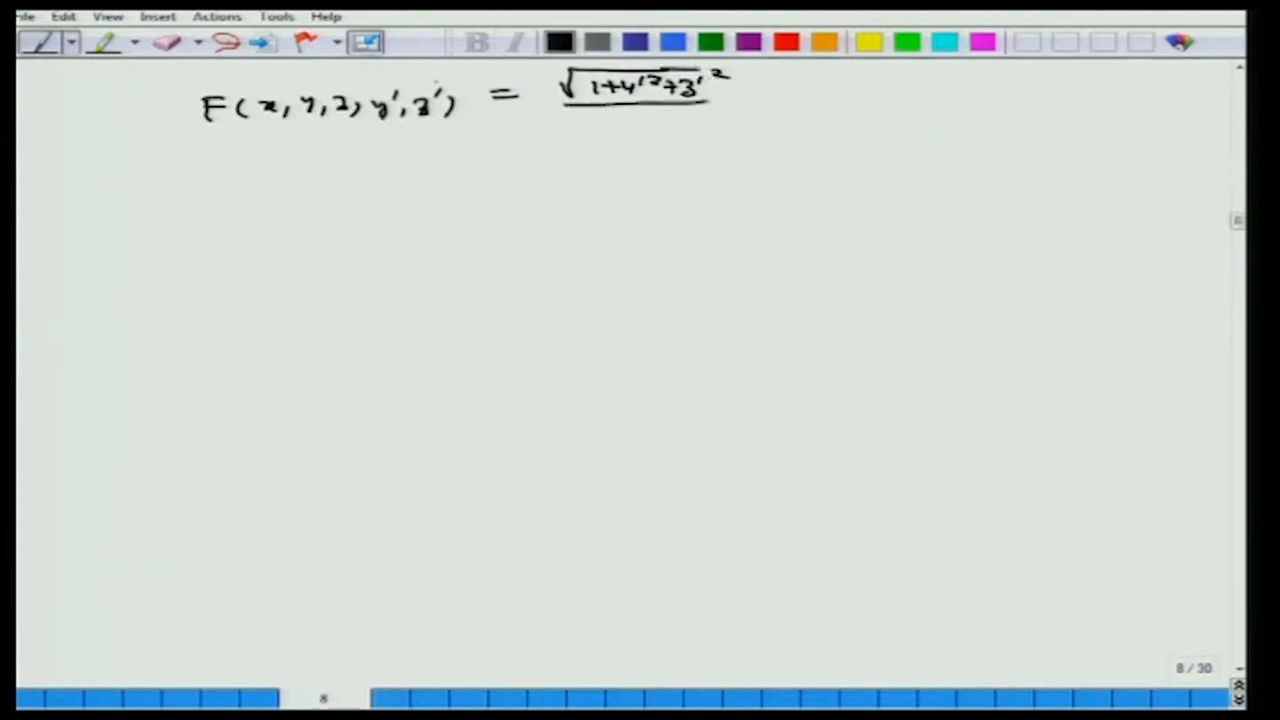 File Edit View Insert Actions Tools Help
B I
F(x, y, z, y', z') = √1+y'²+z'²
8 / 30
8